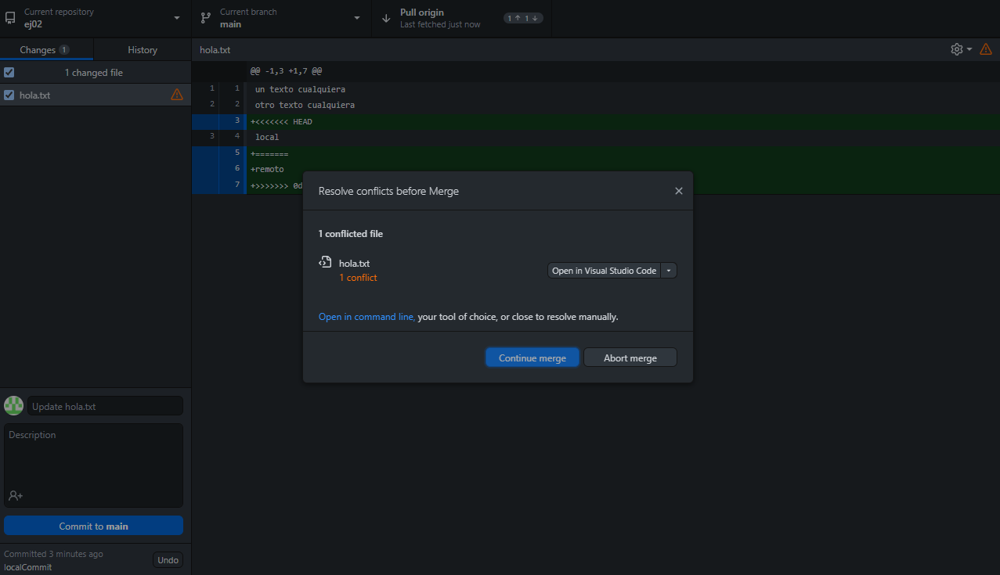 Current repository
ej02
Current branch
main
Pull origin
Last fetched just now
1 ↑ 1 ↓
Changes 1
History
hola.txt
1 changed file
hola.txt
@@ -1,3 +1,7 @@
1 1 un texto cualquiera
2 2 otro texto cualquiera
3 +<<<<<<< HEAD
3 4 local
5 +=======
6 +remoto
7 +>>>>>>> 0d
Resolve conflicts before Merge
1 conflicted file
hola.txt
1 conflict
Open in Visual Studio Code
Open in command line, your tool of choice, or close to resolve manually.
Continue merge
Abort merge
Update hola.txt
Description
Commit to main
Committed 3 minutes ago
localCommit
Undo